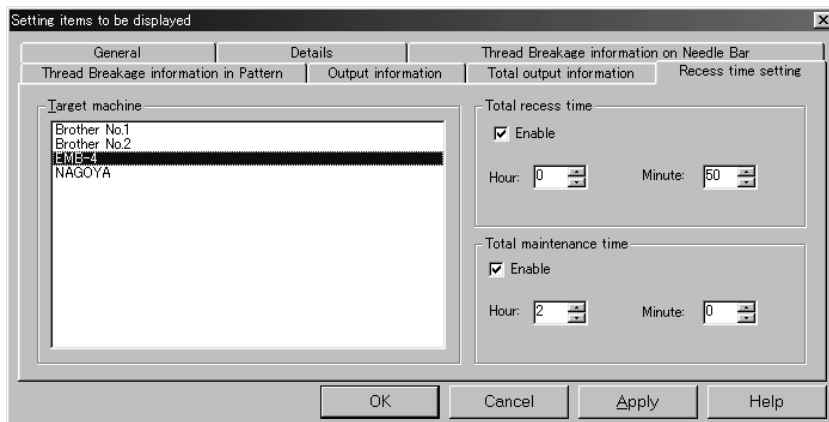 Setting items to be displayed
General
Details
Thread Breakage information on Needle Bar
Thread Breakage information in Pattern
Output information
Total output information
Recess time setting
Target machine
Brother No.1
Brother No.2
EMB-4
NAGOYA
Total recess time
Enable
Hour: 0 Minute: 50
Total maintenance time
Enable
Hour: 2 Minute: 0
OK Cancel Apply Help